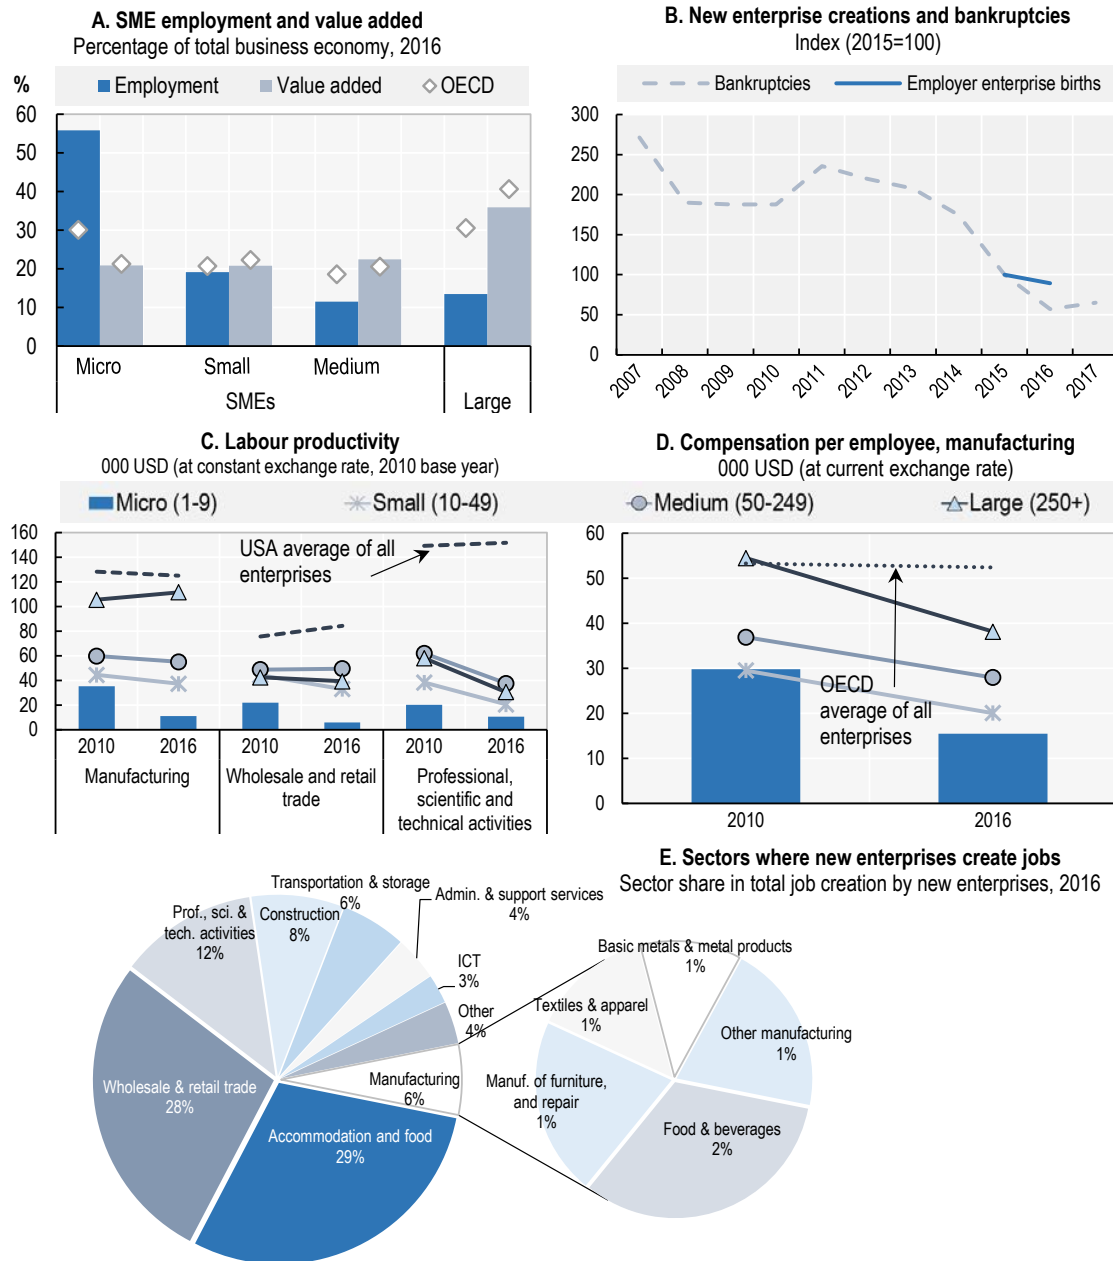 A. SME employment and value added
Percentage of total business economy, 2016
%
Employment
Value added
OECD
60
50
40
30
20
10
0
Micro
Small
Medium
SMEs
Large
B. New enterprise creations and bankruptcies
Index (2015=100)
Bankruptcies
Employer enterprise births
300
250
200
150
100
50
0
2007
2008
2009
2010
2011
2012
2013
2014
2015
2016
2017
C. Labour productivity
000 USD (at constant exchange rate, 2010 base year)
D. Compensation per employee, manufacturing
000 USD (at current exchange rate)
Micro (1-9)
Small (10-49)
Medium (50-249)
Large (250+)
160
140
120
100
80
60
40
20
0
USA average of all
enterprises
2010
2016
2010
2016
2010
2016
Manufacturing
Wholesale and retail
trade
Professional,
scientific and
technical activities
60
50
40
30
20
10
0
OECD
average of all
enterprises
2010
2016
E. Sectors where new enterprises create jobs
Sector share in total job creation by new enterprises, 2016
Transportation & storage
6%
Admin. & support services
4%
Prof., sci. &
tech. activities
12%
Construction
8%
ICT
3%
Other
4%
Manufacturing
6%
Wholesale & retail trade
28%
Accommodation and food
29%
Basic metals & metal products
1%
Textiles & apparel
1%
Other manufacturing
1%
Manuf. of furniture,
and repair
1%
Food & beverages
2%